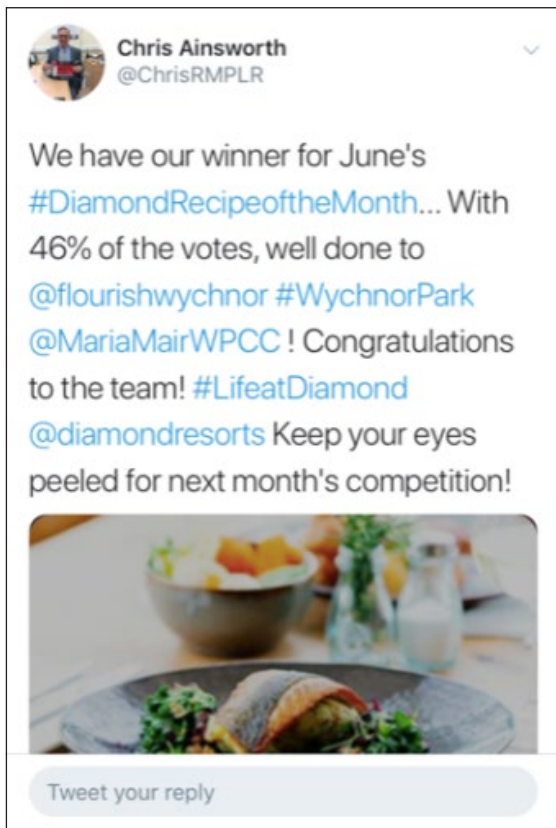 Chris Ainsworth
@ChrisRMPLR
We have our winner for June's
#DiamondRecipeoftheMonth... With
46% of the votes, well done to
@flourishwychnor #WychnorPark
@MariaMairWPCC ! Congratulations
to the team! #LifeatDiamond
@diamondresorts Keep your eyes
peeled for next month's competition!
Tweet your reply